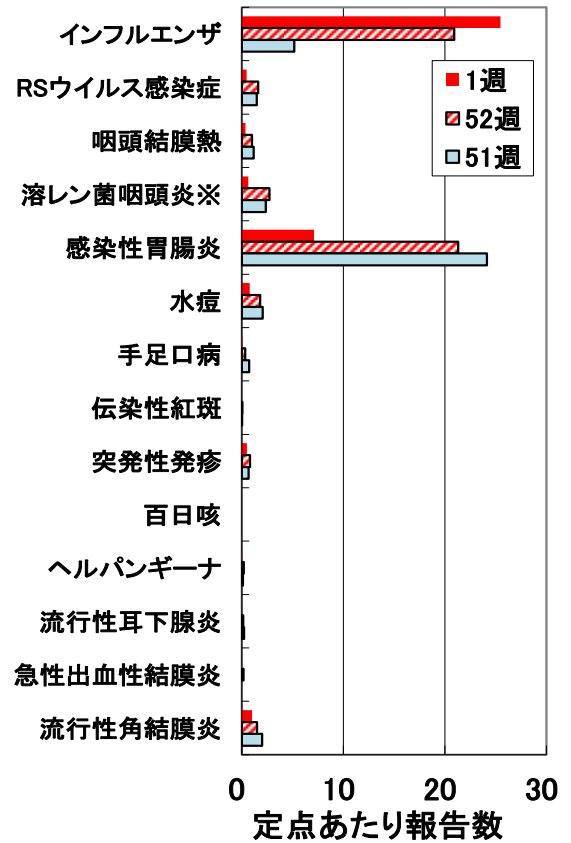 インフルエンザ
RSウイルス感染症
咽頭結膜熱
溶レン菌咽頭炎※
感染性胃腸炎
水痘
手足口病
伝染性紅斑
突発性発疹
百日咳
ヘルパンギーナ
流行性耳下腺炎
急性出血性結膜炎
流行性角結膜炎
1週
52週
51週
0 10 20 30
定点あたり報告数